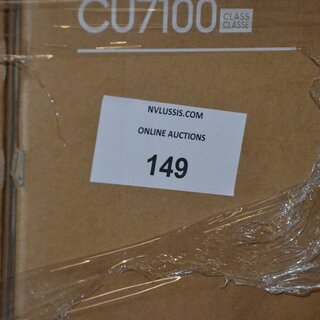 CU7100 CLASS
CLASSE
NVLUSSIS.COM
ONLINE AUCTIONS
149